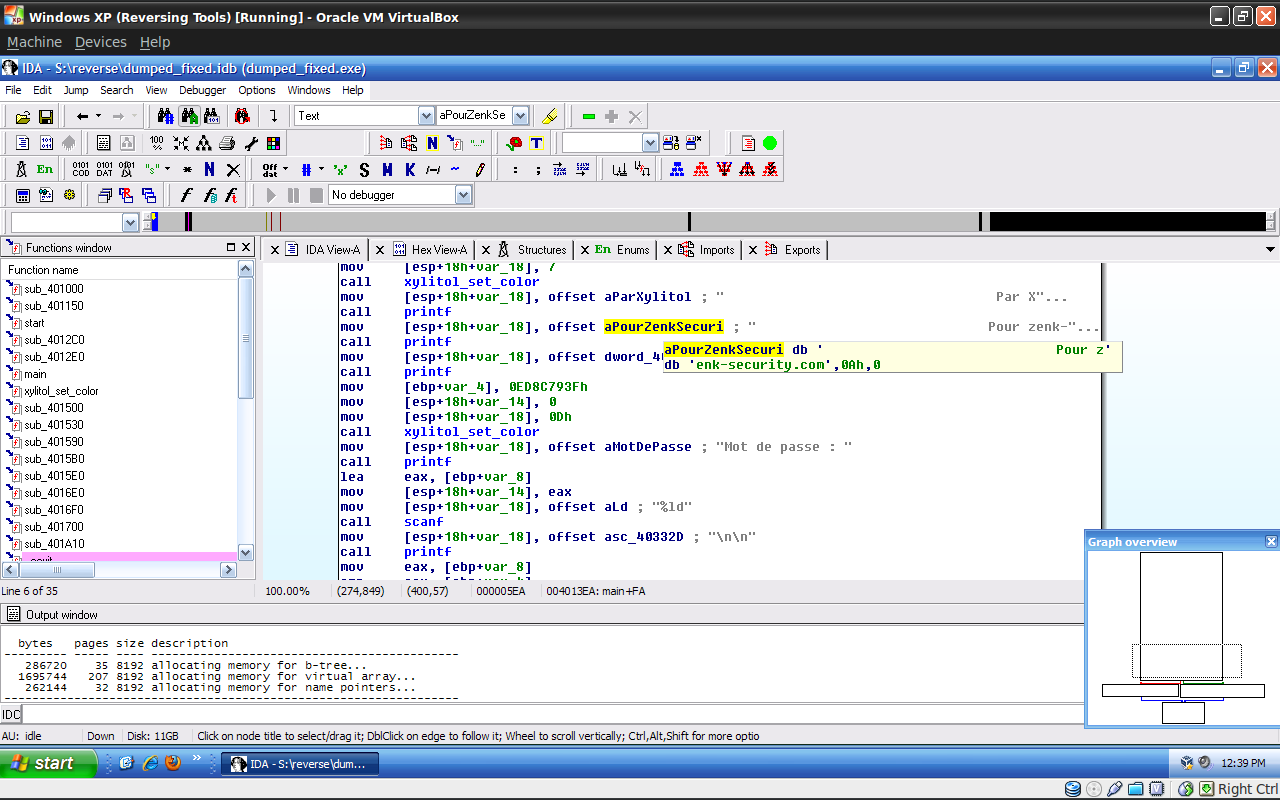 Windows XP (Reversing Tools) [Running] - Oracle VM VirtualBox
Machine Devices Help
IDA - S:\reverse\dumped_fixed.idb (dumped_fixed.exe)
File Edit Jump Search View Debugger Options Windows Help
Text aPourZenkSe
No debugger
Functions window
IDA View-A Hex View-A Structures En Enums Imports Exports
Function name
sub_401000
sub_401150
start
sub_4012C0
sub_4012E0
main
xylitol_set_color
sub_401500
sub_401530
sub_401590
sub_4015B0
sub_4015E0
sub_4016E0
sub_4016F0
sub_401700
sub_401A10
Line 6 of 35
mov [esp+18h+var_18], 7
call xylitol_set_color
mov [esp+18h+var_18], offset aParXylitol ; " Par X"...
call printf
mov [esp+18h+var_18], offset aPourZenkSecuri ; " Pour zenk-"...
call printf
mov [esp+18h+var_18], offset dword_4
call printf
aPourZenkSecuri db ' Pour z'
db 'enk-security.com',0Ah,0
mov [ebp+var_4], 0ED8C793Fh
mov [esp+18h+var_14], 0
mov [esp+18h+var_18], 0Dh
call xylitol_set_color
mov [esp+18h+var_18], offset aMotDePasse ; "Mot de passe : "
call printf
lea eax, [ebp+var_8]
mov [esp+18h+var_14], eax
mov [esp+18h+var_18], offset aLd ; "%ld"
call scanf
mov [esp+18h+var_18], offset asc_40332D ; "\n\n"
call printf
mov eax, [ebp+var_8]
100.00% (274,849) (400,57) 000005EA 004013EA: main+FA
Graph overview
Output window
bytes pages size description
--------- ----- ---- --------------------------------------------
286720 35 8192 allocating memory for b-tree...
1695744 207 8192 allocating memory for virtual array...
262144 32 8192 allocating memory for name pointers...
-----------------------------------------------------------------
IDC
AU: idle Down Disk: 11GB Click on node title to select/drag it; DblClick on edge to follow it; Wheel to scroll vertically; Ctrl,Alt,Shift for more optio
start IDA - S:\reverse\dum... 12:39 PM
Right Ctrl